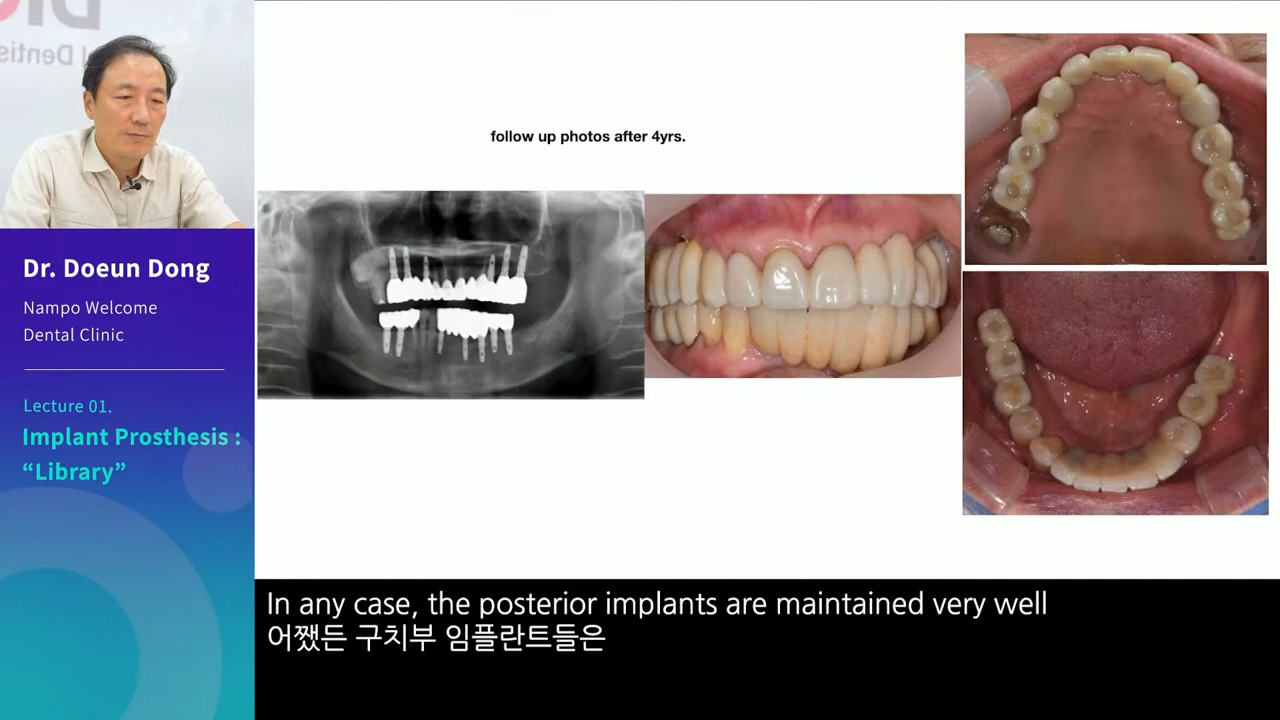 Dr. Doeun Dong
Nampo Welcome
Dental Clinic
Lecture 01.
Implant Prosthesis :
“Library”
follow up photos after 4yrs.
In any case, the posterior implants are maintained very well
어쨌든 구치부 임플란트들은